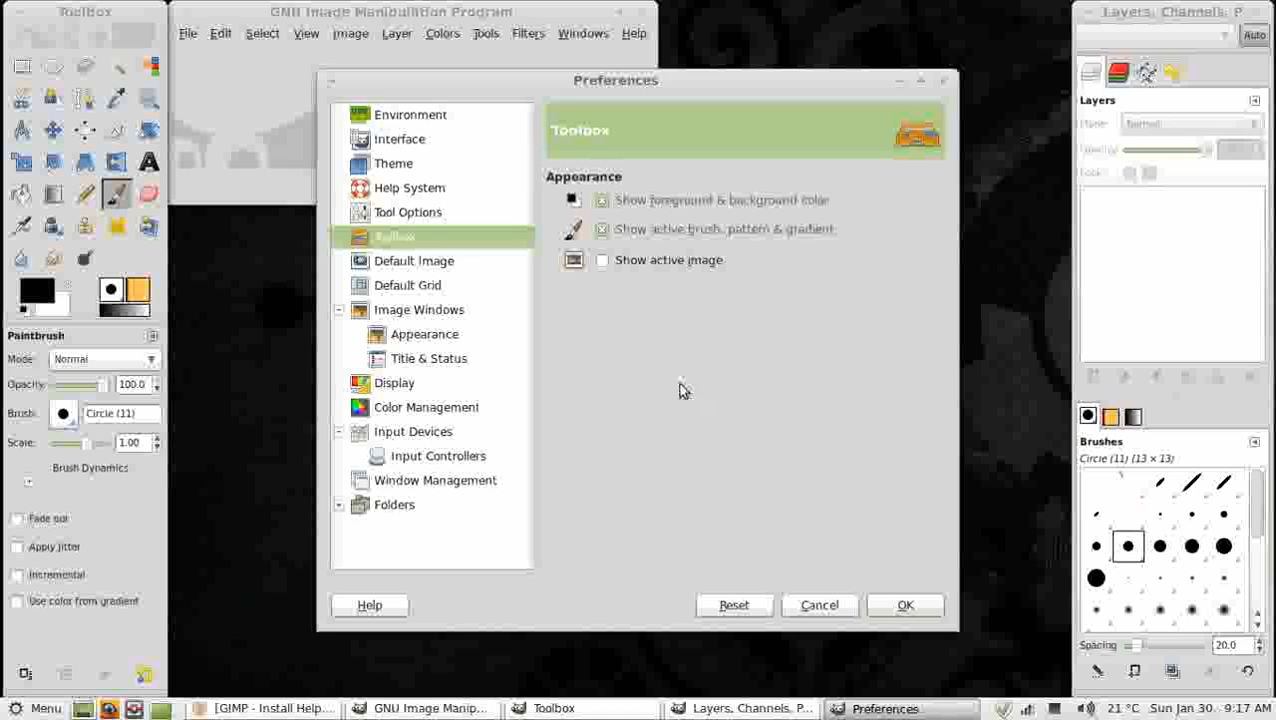 Toolbox
GNU Image Manipulation Program
Layers, Channels, P
File Edit Select View Image Layer Colors Tools Filters Windows Help
Auto
Preferences
Environment
Interface
Theme
Help System
Tool Options
Toolbox
Default Image
Default Grid
Image Windows
Appearance
Title & Status
Display
Color Management
Input Devices
Input Controllers
Window Management
Folders
Toolbox
Appearance
Show foreground & background color
Show active brush, pattern & gradient
Show active image
Help
Reset
Cancel
OK
Paintbrush
Mode: Normal
Opacity: 100.0
Brush: Circle (11)
Scale: 1.00
Brush Dynamics
Fade out
Apply Jitter
Incremental
Use color from gradient
Layers
Mode: Normal
Opacity:
Lock:
Brushes
Circle (11) (13 × 13)
Spacing 20.0
Menu [GIMP - Install Help... GNU Image Manip... Toolbox Layers, Channels, P... Preferences 21 °C Sun Jan 30, 9:17 AM